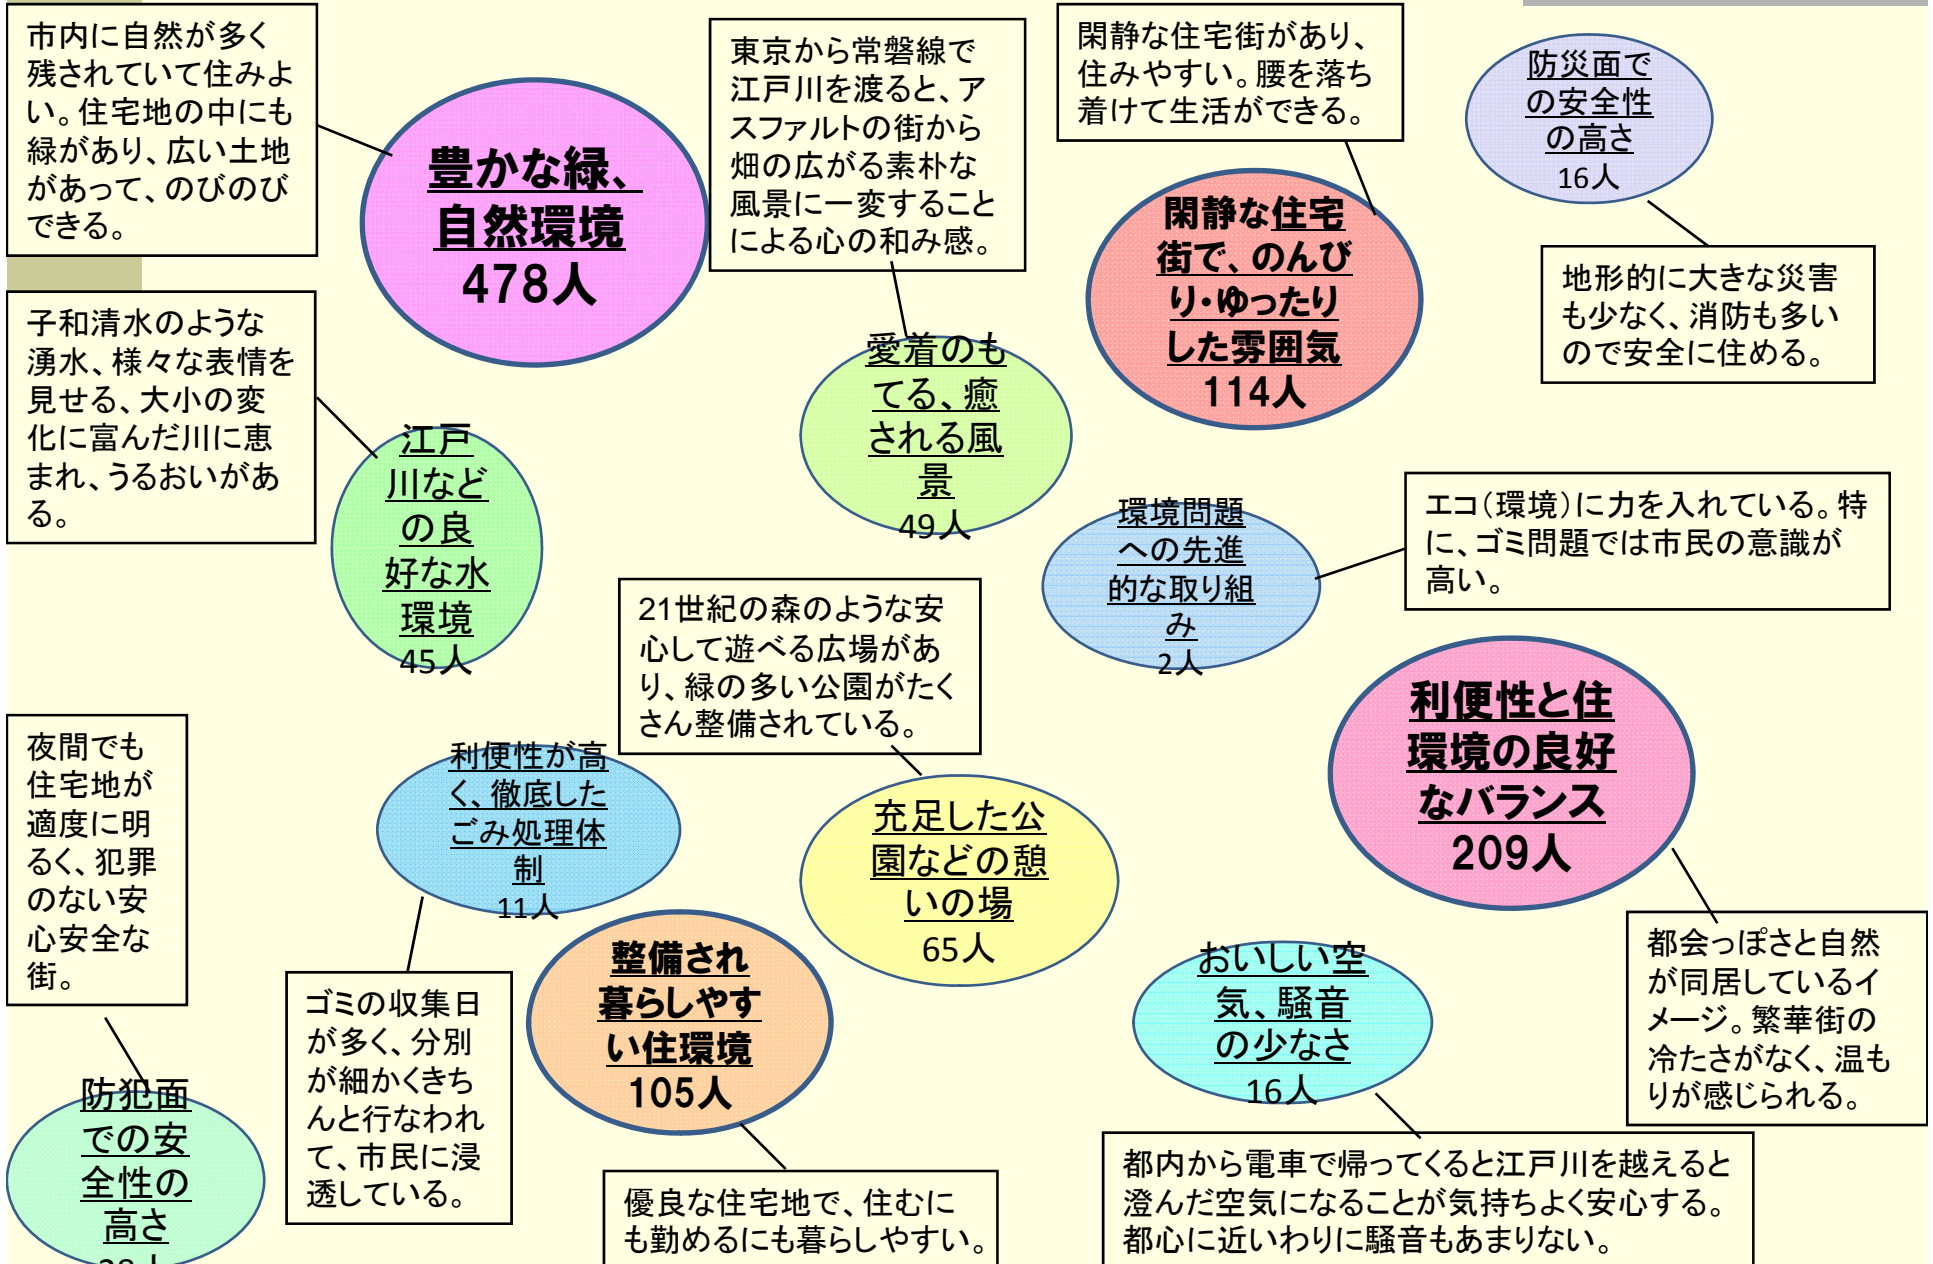 市内に自然が多く
残されていて住みよ
い。住宅地の中にも
緑があり、広い土地
があって、のびのび
できる。
豊かな緑、
自然環境
478人
東京から常磐線で
江戸川を渡ると、ア
スファルトの街から
畑の広がる素朴な
風景に一変すること
による心の和み感。
閑静な住宅街があり、
住みやすい。腰を落ち
着けて生活ができる。
防災面で
の安全性
の高さ
16人
閑静な住宅
街で、のんび
り・ゆったり
した雰囲気
114人
地形的に大きな災害
も少なく、消防も多い
ので安全に住める。
子和清水のような
湧水、様々な表情を
見せる、大小の変
化に富んだ川に恵
まれ、うるおいがあ
る。
江戸
川など
の良
好な水
環境
45人
愛着のも
てる、癒
される風
景
49人
環境問題
への先進
的な取り組
み
2人
エコ（環境）に力を入れている。特
に、ゴミ問題では市民の意識が
高い。
21世紀の森のような安
心して遊べる広場があ
り、緑の多い公園がたく
さん整備されている。
利便性と住
環境の良好
なバランス
209人
夜間でも
住宅地が
適度に明
るく、犯罪
のない安
心安全な
街。
利便性が高
く、徹底した
ごみ処理体
制
11人
充足した公
園などの憩
いの場
65人
整備され
暮らしやす
い住環境
105人
おいしい空
気、騒音
の少なさ
16人
都会っぽさと自然
が同居しているイ
メージ。繁華街の
冷たさがなく、温も
りが感じられる。
ゴミの収集日
が多く、分別
が細かくきち
んと行なわれ
て、市民に浸
透している。
防犯面
での安
全性の
高さ
優良な住宅地で、住むに
も勤めるにも暮らしやすい。
都内から電車で帰ってくると江戸川を越えると
澄んだ空気になることが気持ちよく安心する。
都心に近いわりに騒音もあまりない。